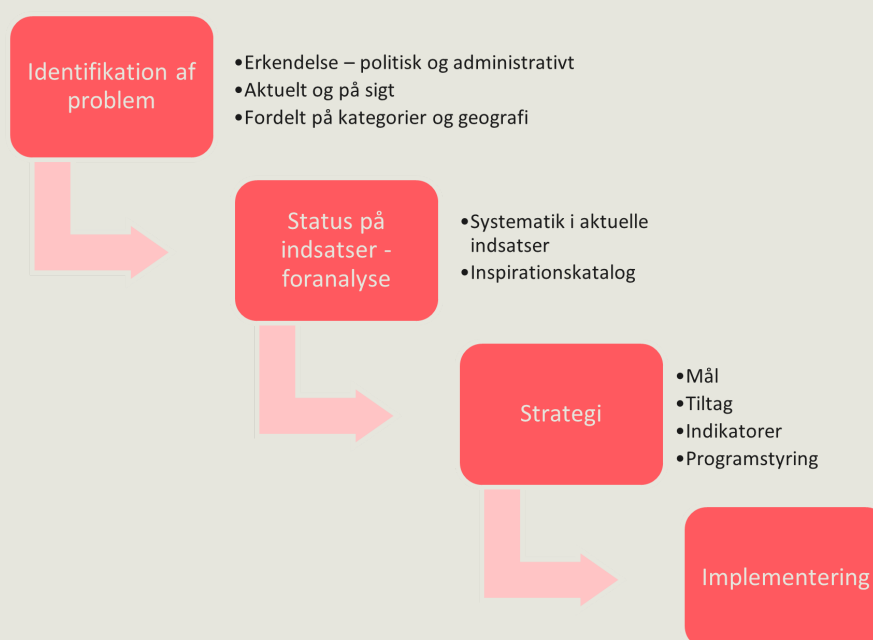 Identifikation af
problem
•Erkendelse – politisk og administrativt
•Aktuelt og på sigt
•Fordelt på kategorier og geografi
Status på
indsatser -
foranalyse
•Systematik i aktuelle
indsatser
•Inspirationskatalog
Strategi
•Mål
•Tiltag
•Indikatorer
•Programstyring
Implementering